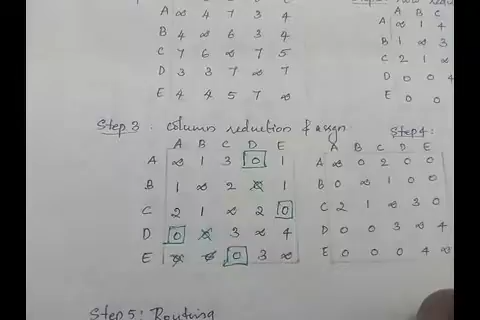 A ∞ 4 7 3 4
B 4 ∞ 6 3 4
C 7 6 ∞ 7 5
D 3 3 7 ∞ 7
E 4 4 5 7 ∞
A B C
A ∞ 1 4
B 1 ∞ 3
C 2 1 ∞
D 0 0 4
E 0 0
Step 3 : column reduction & assign
A B C D E
A ∞ 1 3 0 1
B 1 ∞ 2 0 1
C 2 1 ∞ 2 0
D 0 0 3 ∞ 4
E 0 0 0 3 ∞
Step 4:
A B C D E
A ∞ 0 2 0 0
B 0 ∞ 1 0 0
C 2 1 ∞ 3 0
D 0 0 3 ∞ 4
E 0 0 0 4 ∞
Step 5: Routing